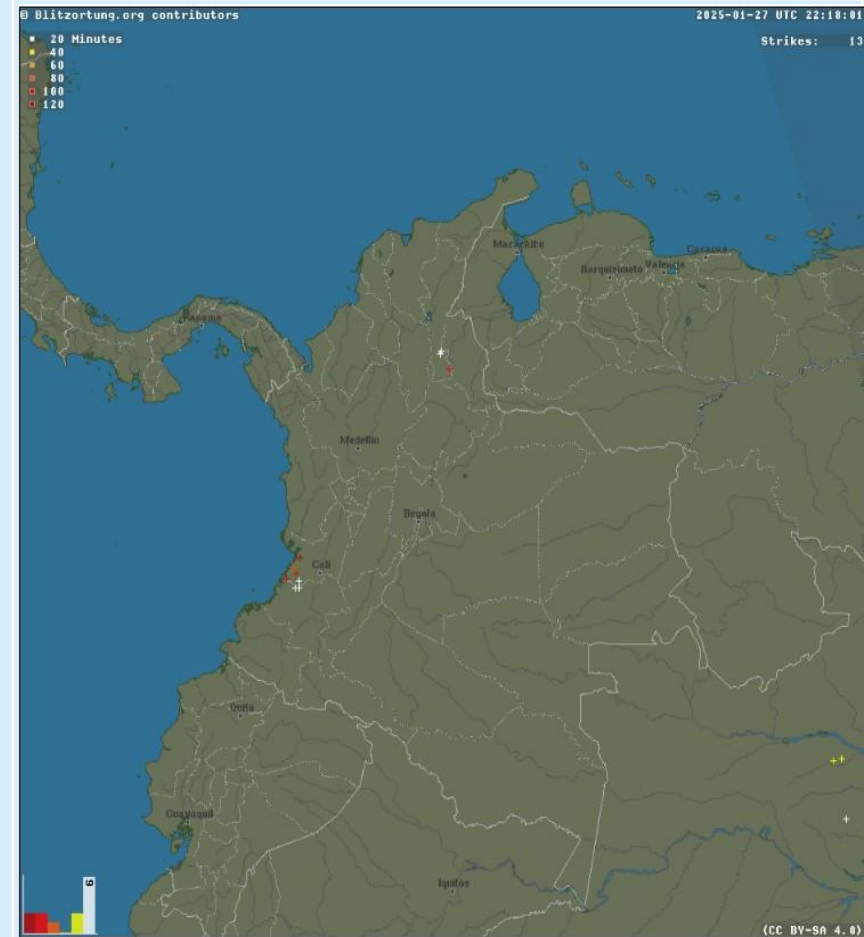 © Blitzortung.org contributors
2025-01-27 UTC 22:18:01
20 Minutes
40
60
80
100
120
Strikes: 13
Maracaibo
Caracas
Valencia
Barquisimeto
Panama
Medellin
Bogota
Cali
Quito
Guayaquil
Iquitos
6
(CC BY-SA 4.0)